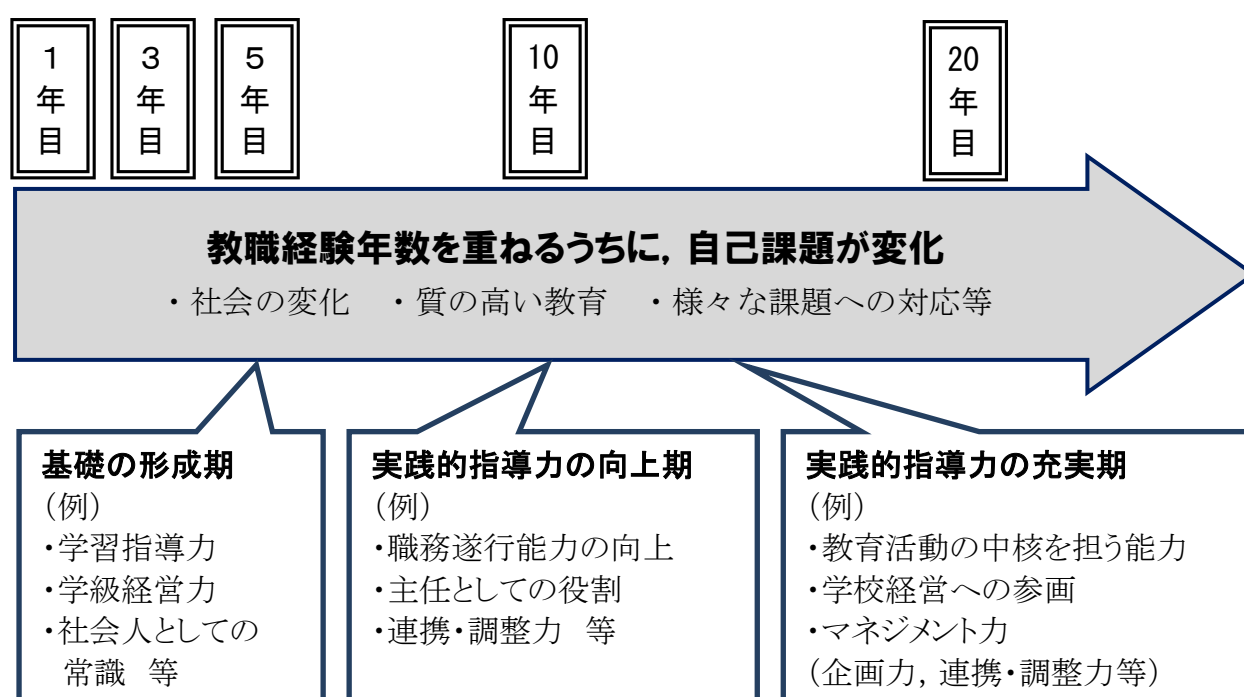 1年目
3年目
5年目
10年目
20年目
教職経験年数を重ねるうちに，自己課題が変化
・社会の変化　・質の高い教育　・様々な課題への対応等
基礎の形成期
（例）
・学習指導力
・学級経営力
・社会人としての
常識　等
実践的指導力の向上期
（例）
・職務遂行能力の向上
・主任としての役割
・連携・調整力　等
実践的指導力の充実期
（例）
・教育活動の中核を担う能力
・学校経営への参画
・マネジメント力
（企画力，連携・調整力等）